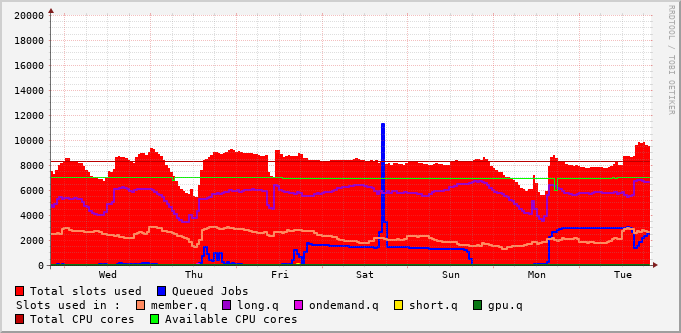 20000
18000
16000
14000
12000
10000
8000
6000
4000
2000
0
Wed Thu Fri Sat Sun Mon Tue
RRDTOOL / TOBI OETIKER
Total slots used Queued Jobs
Slots used in : member.q long.q ondemand.q short.q gpu.q
Total CPU cores Available CPU cores